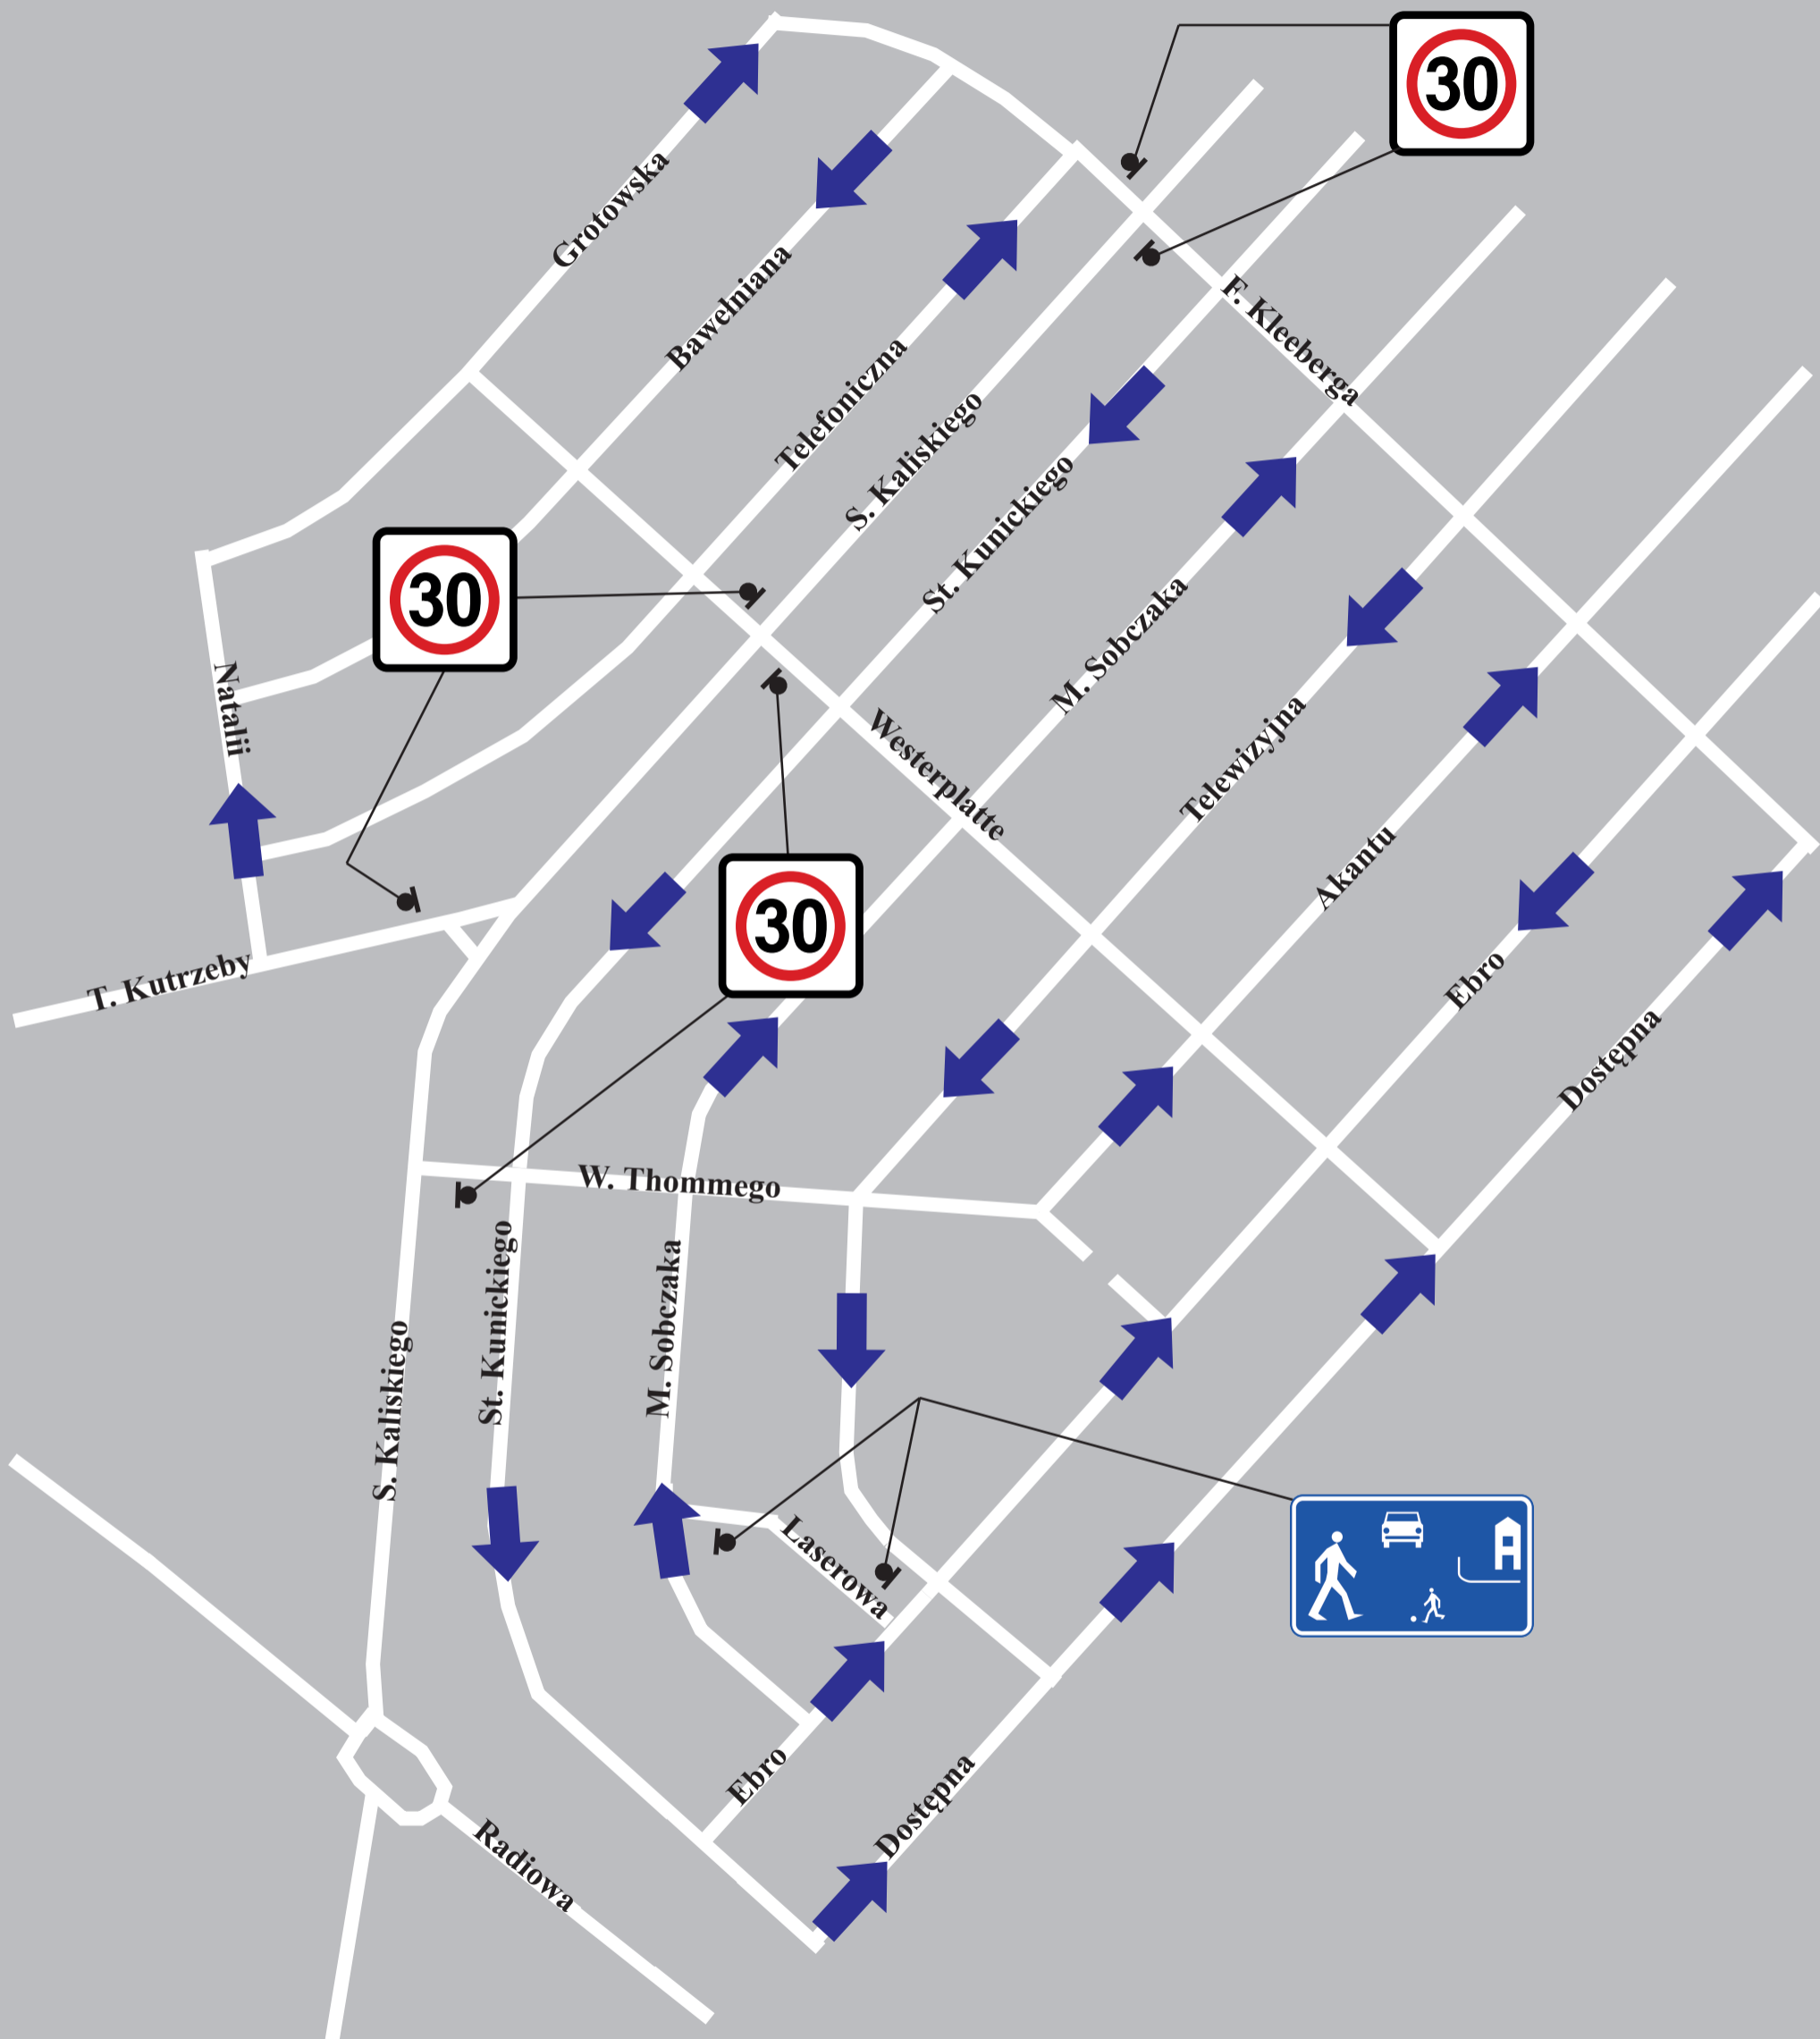 30
Grotowska
Bawełniana
F. Kleeberga
Telefoniczna
S. Kaliskiego
St. Kunickiego
30
M. Sobczaka
Natalii
Westerplatte
Telewizyjna
Akantu
30
T. Kutrzeby
Ebro
Dostępna
W. Thommego
St. Kunickiego
M. Sobczaka
S. Kaliskiego
Laserowa
Ebro
Dostępna
Radiowa